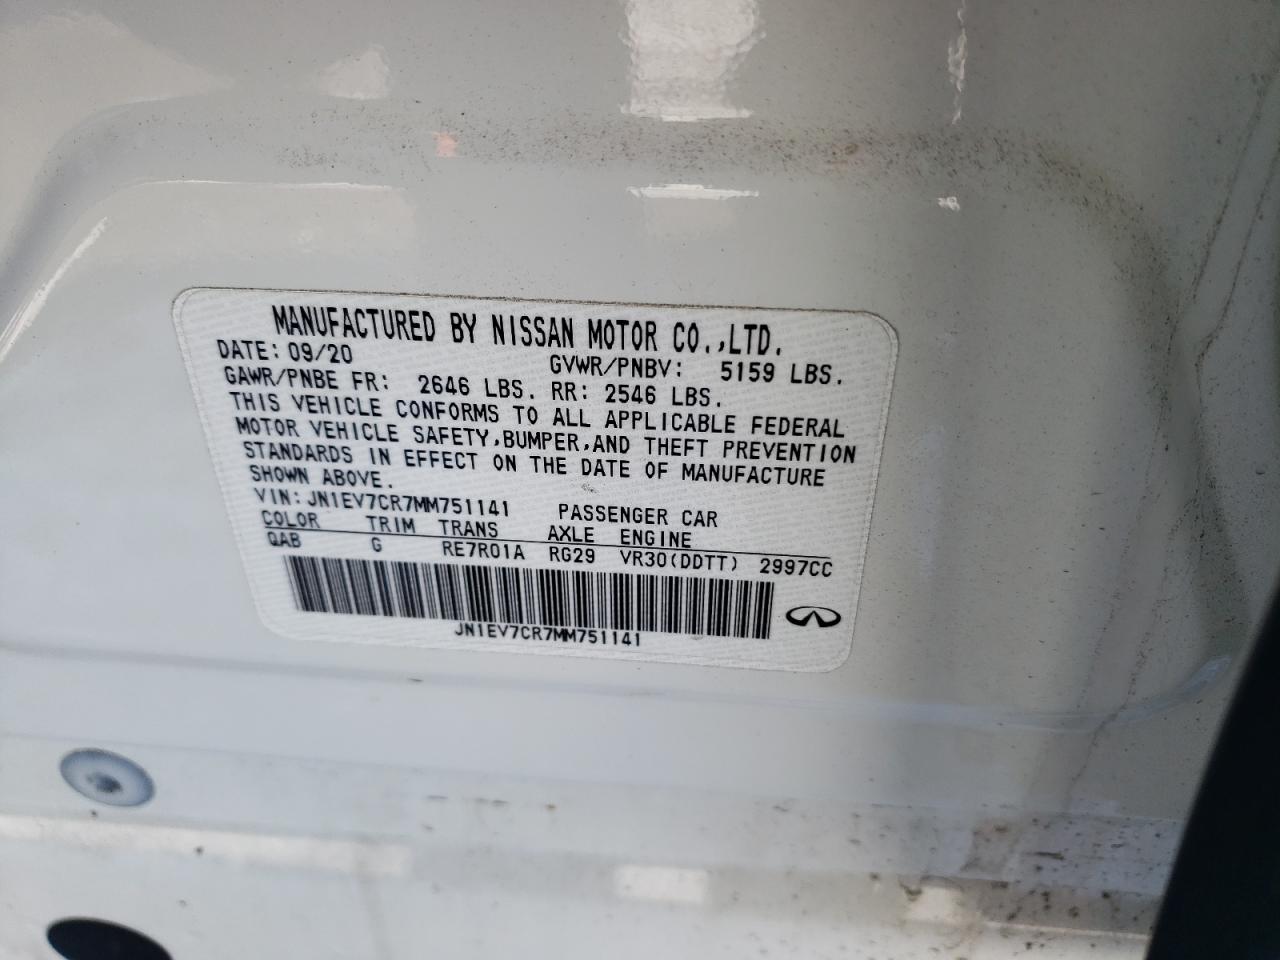 MANUFACTURED BY NISSAN MOTOR CO.,LTD.
DATE: 09/20 GVWR/PNBV: 5159 LBS.
GAWR/PNBE FR: 2646 LBS. RR: 2546 LBS.
THIS VEHICLE CONFORMS TO ALL APPLICABLE FEDERAL
MOTOR VEHICLE SAFETY,BUMPER,AND THEFT PREVENTION
STANDARDS IN EFFECT ON THE DATE OF MANUFACTURE
SHOWN ABOVE.
VIN: JN1EV7CR7MM751141 PASSENGER CAR
COLOR TRIM TRANS AXLE ENGINE
QAB G RE7R01A RG29 VR30(DDTT) 2997CC
JN1EV7CR7MM751141